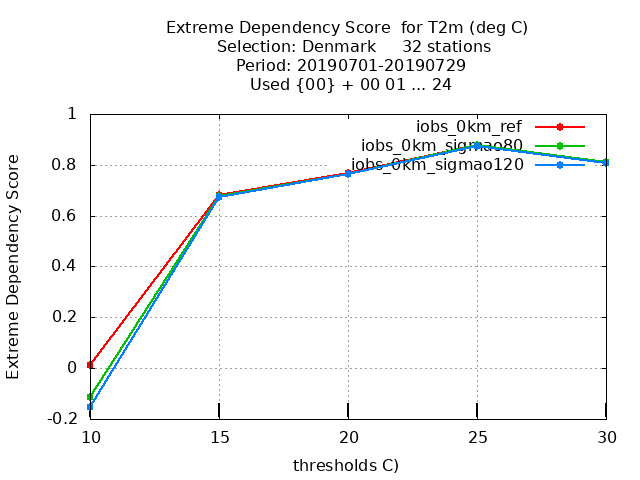 Extreme Dependency Score  for T2m (deg C)
Selection: Denmark     32 stations
Period: 20190701-20190729
Used {00} + 00 01 ... 24
iobs_0km_ref
iobs_0km_sigmao80
iobs_0km_sigmao120
Extreme Dependency Score
1
0.8
0.6
0.4
0.2
0
-0.2
10 15 20 25 30
thresholds C)